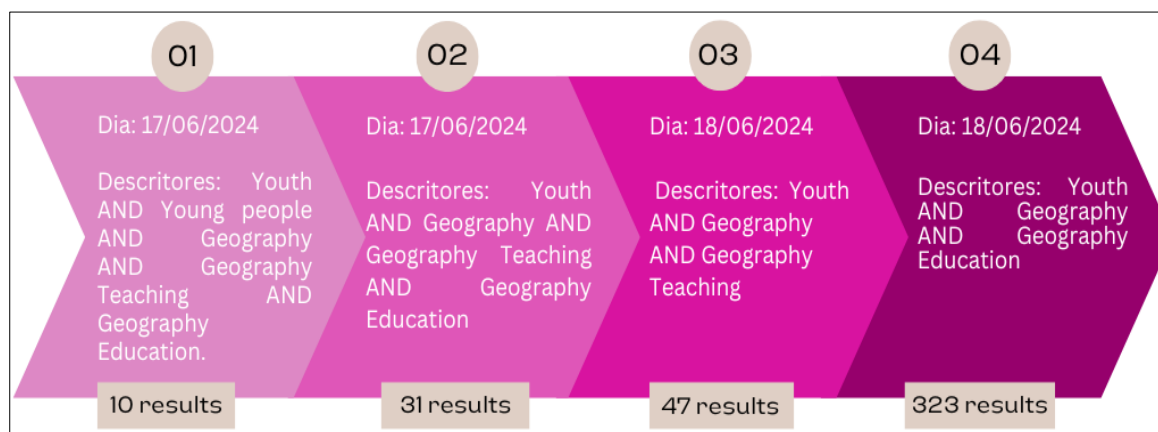 01
Dia: 17/06/2024
Descritores: Youth
AND Young people
AND Geography
AND Geography
Teaching AND
Geography
Education.
10 results
02
Dia: 17/06/2024
Descritores: Youth
AND Geography AND
Geography Teaching
AND Geography
Education
31 results
03
Dia: 18/06/2024
Descritores: Youth
AND Geography
AND Geography
Teaching
47 results
04
Dia: 18/06/2024
Descritores: Youth
AND Geography
AND Geography
Education
323 results